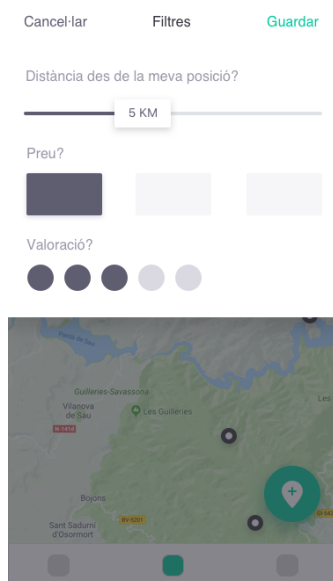 Cancel·lar Filtres Guardar
Distància des de la meva posició?
5 KM
Preu?
Valoració?
Guilleries-Savassona
Vilanova
de Sau
Les Guilleries
Les
Bojons
BV-5201
Sant Sadurní
d'Osormort